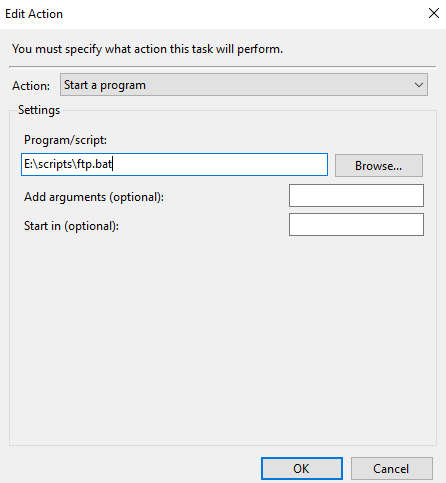 Edit Action
You must specify what action this task will perform.
Action: Start a program
Settings
Program/script:
E:\scripts\ftp.bat Browse...
Add arguments (optional):
Start in (optional):
OK Cancel